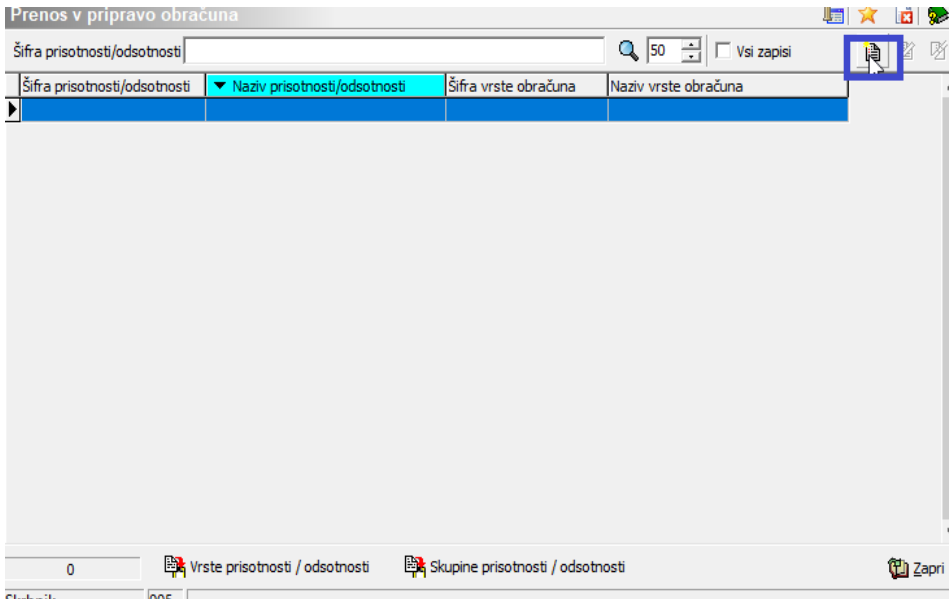 Prenos v pripravo obračuna
Šifra prisotnosti/odsotnosti 50 Vsi zapisi
Šifra prisotnosti/odsotnosti Naziv prisotnosti/odsotnosti Šifra vrste obračuna Naziv vrste obračuna
0 Vrste prisotnosti / odsotnosti Skupine prisotnosti / odsotnosti Zapri